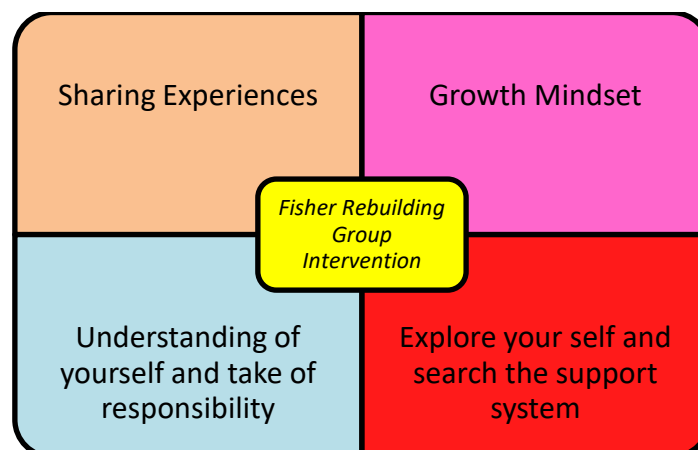 Sharing Experiences
Growth Mindset
Fisher Rebuilding
Group
Intervention
Understanding of
yourself and take of
responsibility
Explore your self and
search the support
system